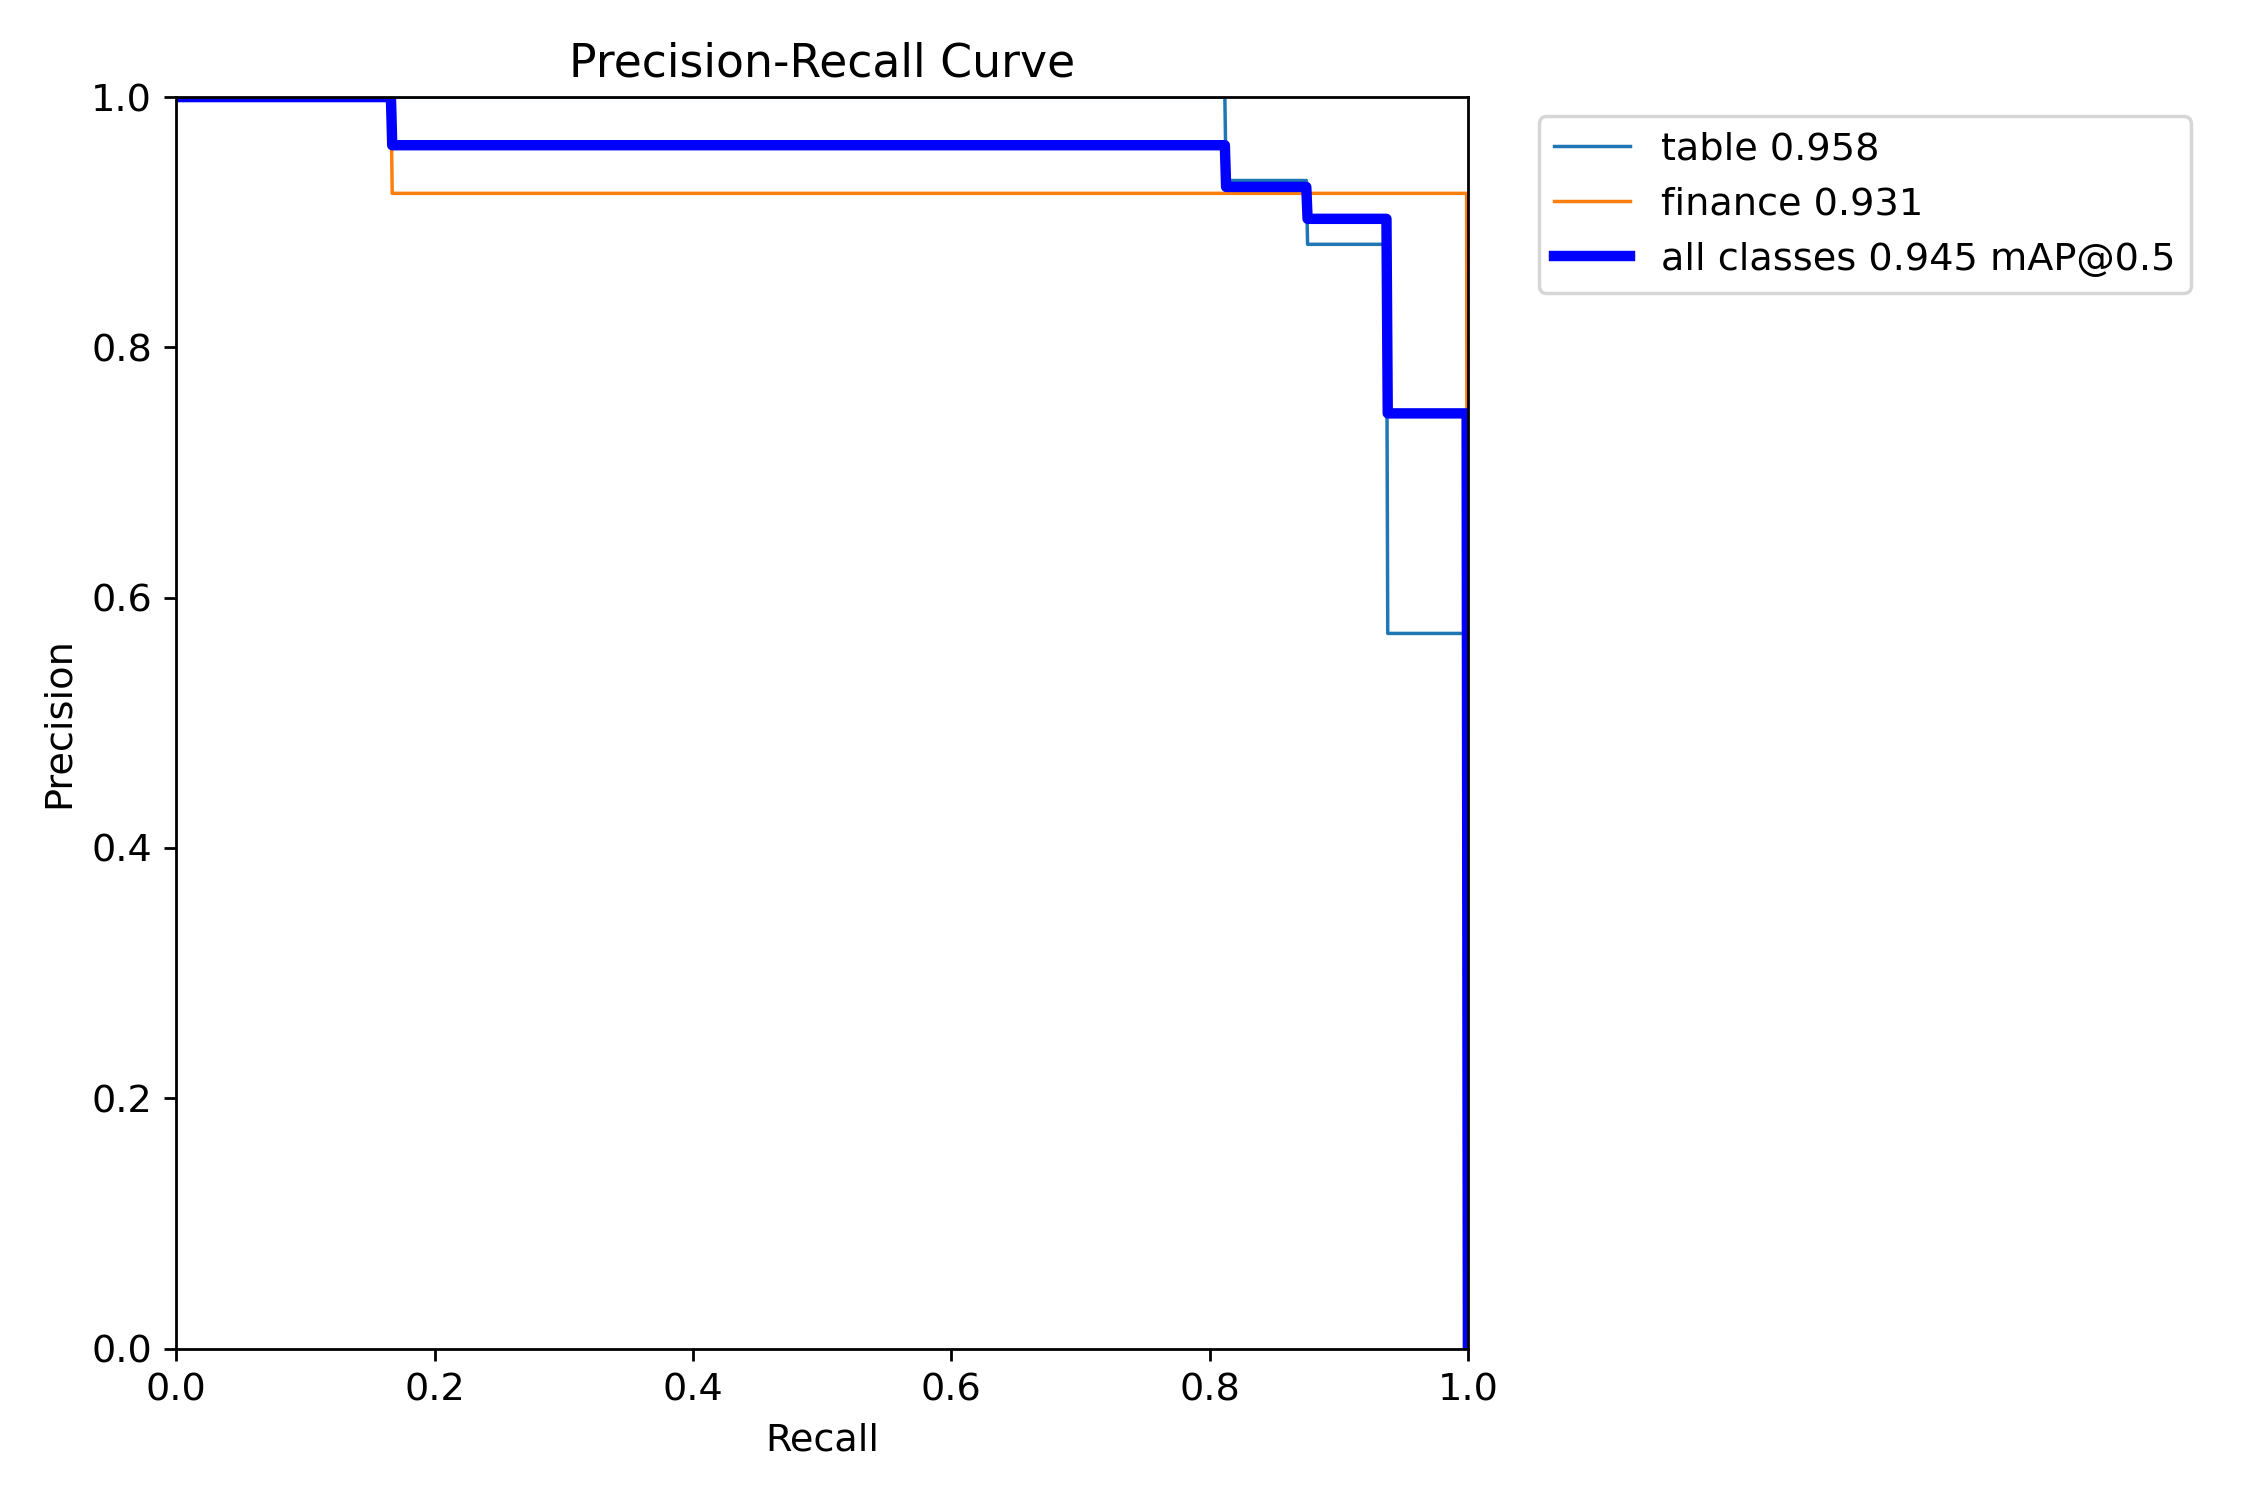 Precision-Recall Curve
1.0
0.8
0.6
0.4
0.2
0.0
Precision
0.0 0.2 0.4 0.6 0.8 1.0
Recall
table 0.958
finance 0.931
all classes 0.945 mAP@0.5